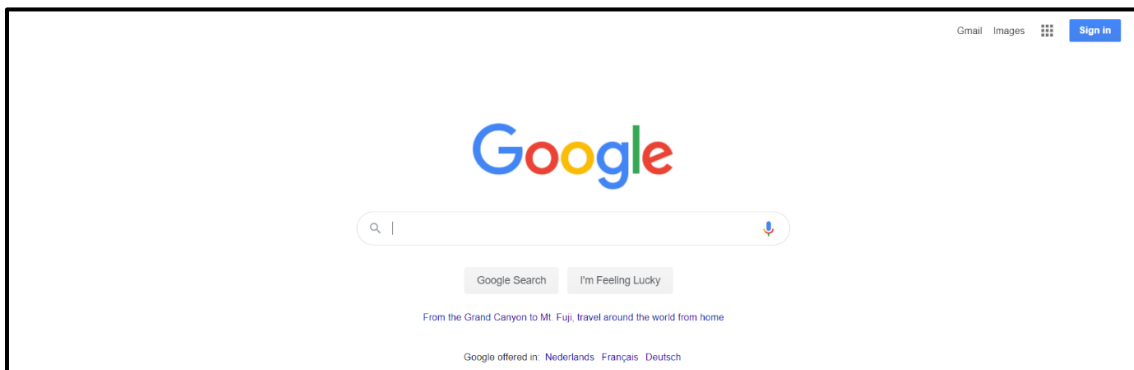 Gmail Images Sign in
Google
Google Search I'm Feeling Lucky
From the Grand Canyon to Mt. Fuji, travel around the world from home
Google offered in: Nederlands Français Deutsch